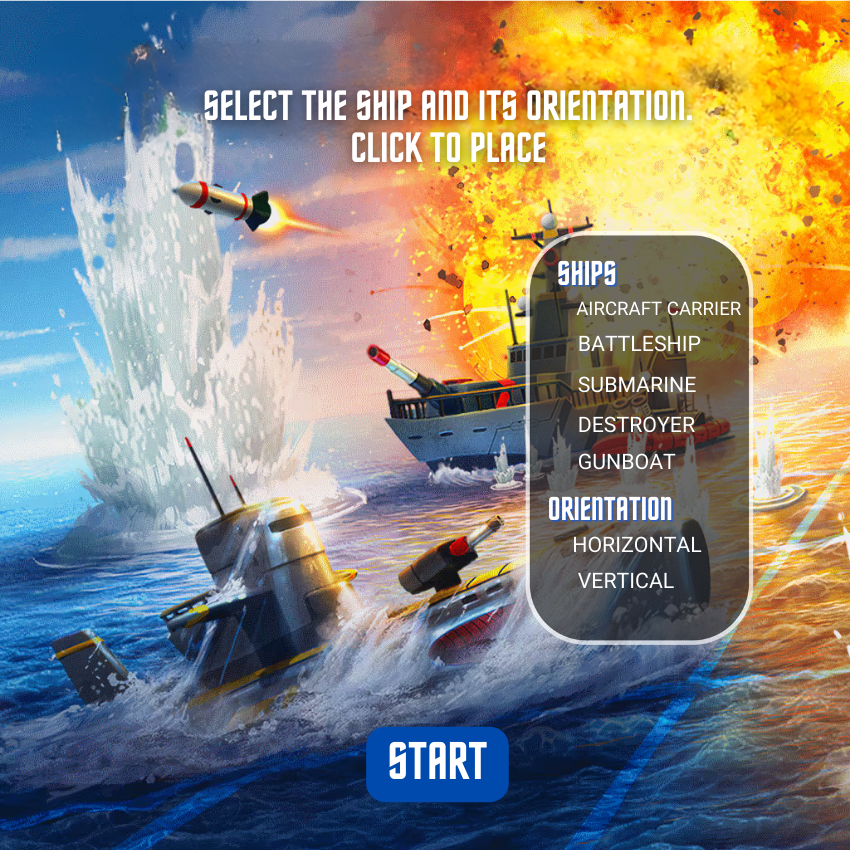 SELECT THE SHIP AND ITS ORIENTATION.
CLICK TO PLACE
SHIPS
AIRCRAFT CARRIER
BATTLESHIP
SUBMARINE
DESTROYER
GUNBOAT
ORIENTATION
HORIZONTAL
VERTICAL
START